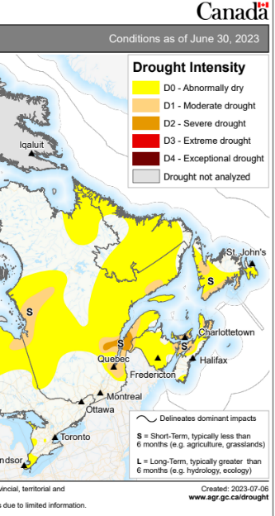 Canada
Conditions as of June 30, 2023
Drought Intensity
D0 - Abnormally dry
D1 - Moderate drought
D2 - Severe drought
D3 - Extreme drought
D4 - Exceptional drought
Drought not analyzed
Iqaluit
St. John's
S
S
Charlottetown
S
S
Quebec
Halifax
Fredericton
Montreal
Ottawa
Toronto
ndsor
Delineates dominant impacts
S = Short-Term, typically less than
6 months (e.g. agriculture, grasslands)
L = Long-Term, typically greater than
6 months (e.g. hydrology, ecology)
vincial, territorial and
Created: 2023-07-06
www.agr.gc.ca/drought
s due to limited information.